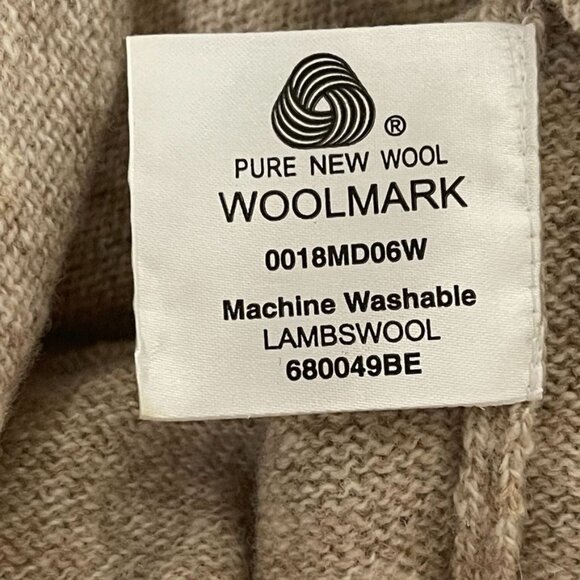 ®
PURE NEW WOOL
WOOLMARK
0018MD06W
Machine Washable
LAMBSWOOL
680049BE